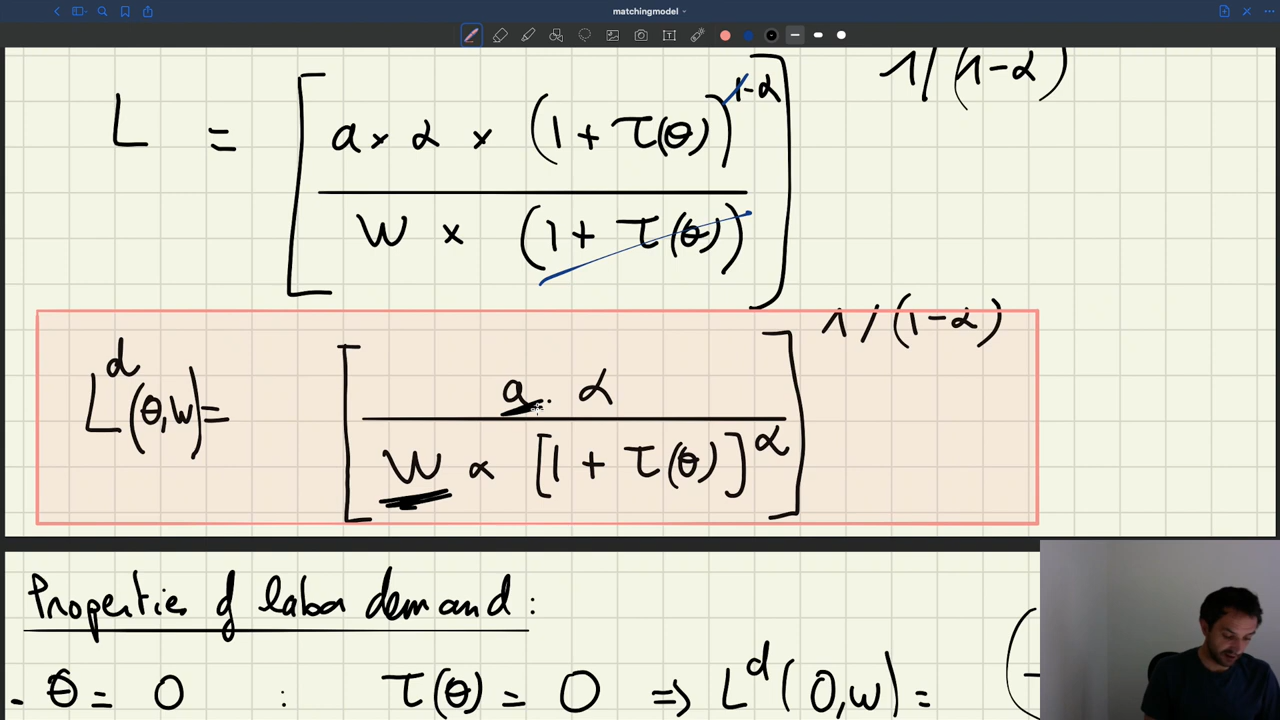 matchingmodel
1/(1-α)
L = [a × α × (1 + τ(θ))^1-α / W × (1 + τ(θ))]
L^d(θ,w) = [a · α / W × [1 + τ(θ)]^α]^1/(1-α)
Properties of labor demand :
- θ = 0 : τ(θ) = 0 ⇒ L^d(0,w) = (